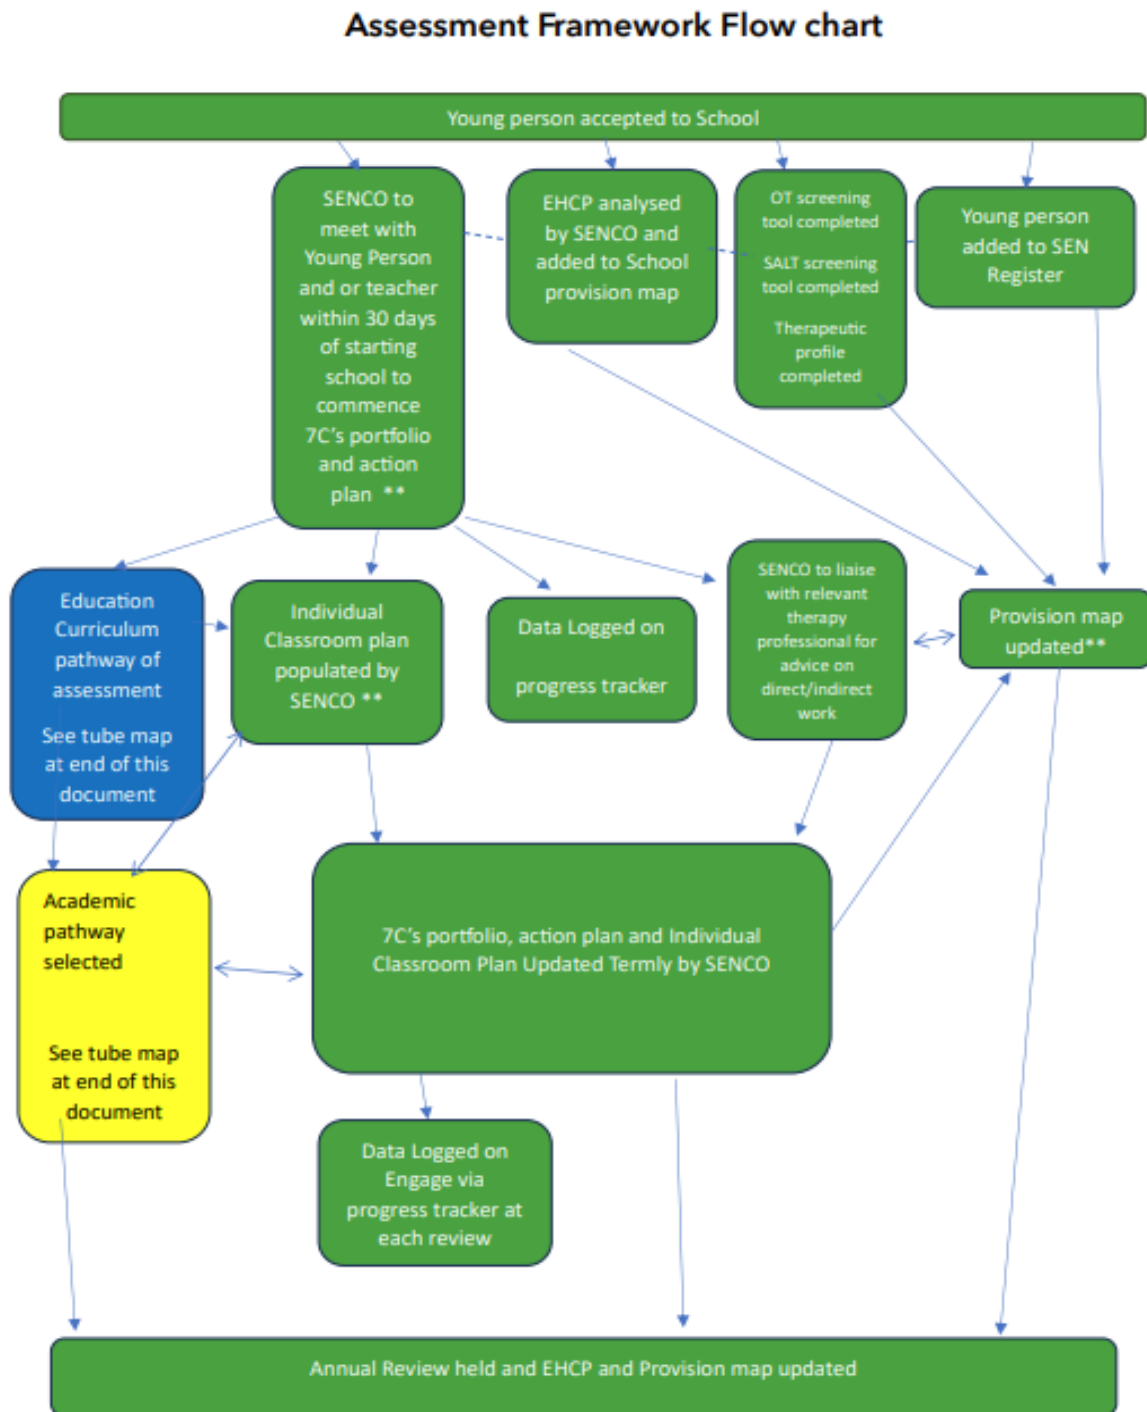 Assessment Framework Flow chart
Young person accepted to School
SENCO to
meet with
Young Person
and or teacher
within 30 days
of starting
school to
commence
7C's portfolio
and action
plan **
EHCP analysed
by SENCO and
added to School
provision map
OT screening
tool completed
SALT screening
tool completed
Therapeutic
profile
completed
Young person
added to SEN
Register
Education
Curriculum
pathway of
assessment
See tube map
at end of this
document
Individual
Classroom plan
populated by
SENCO **
Data Logged on
progress tracker
SENCO to liaise
with relevant
therapy
professional for
advice on
direct/indirect
work
Provision map
updated**
Academic
pathway
selected
See tube map
at end of this
document
7C's portfolio, action plan and Individual
Classroom Plan Updated Termly by SENCO
Data Logged on
Engage via
progress tracker at
each review
Annual Review held and EHCP and Provision map updated